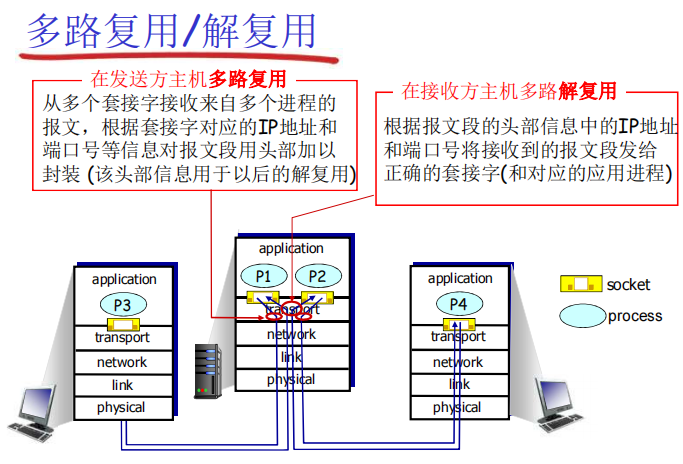 多路复用/解复用
在发送方主机多路复用
从多个套接字接收来自多个进程的
报文，根据套接字对应的IP地址和
端口号等信息对报文段用头部加以
封装 (该头部信息用于以后的解复用)
在接收方主机多路解复用
根据报文段的头部信息中的IP地址
和端口号将接收到的报文段发给
正确的套接字(和对应的应用进程)
application
P3
transport
network
link
physical
application
P1 P2
transport
network
link
physical
application
P4
transport
network
link
physical
socket
process